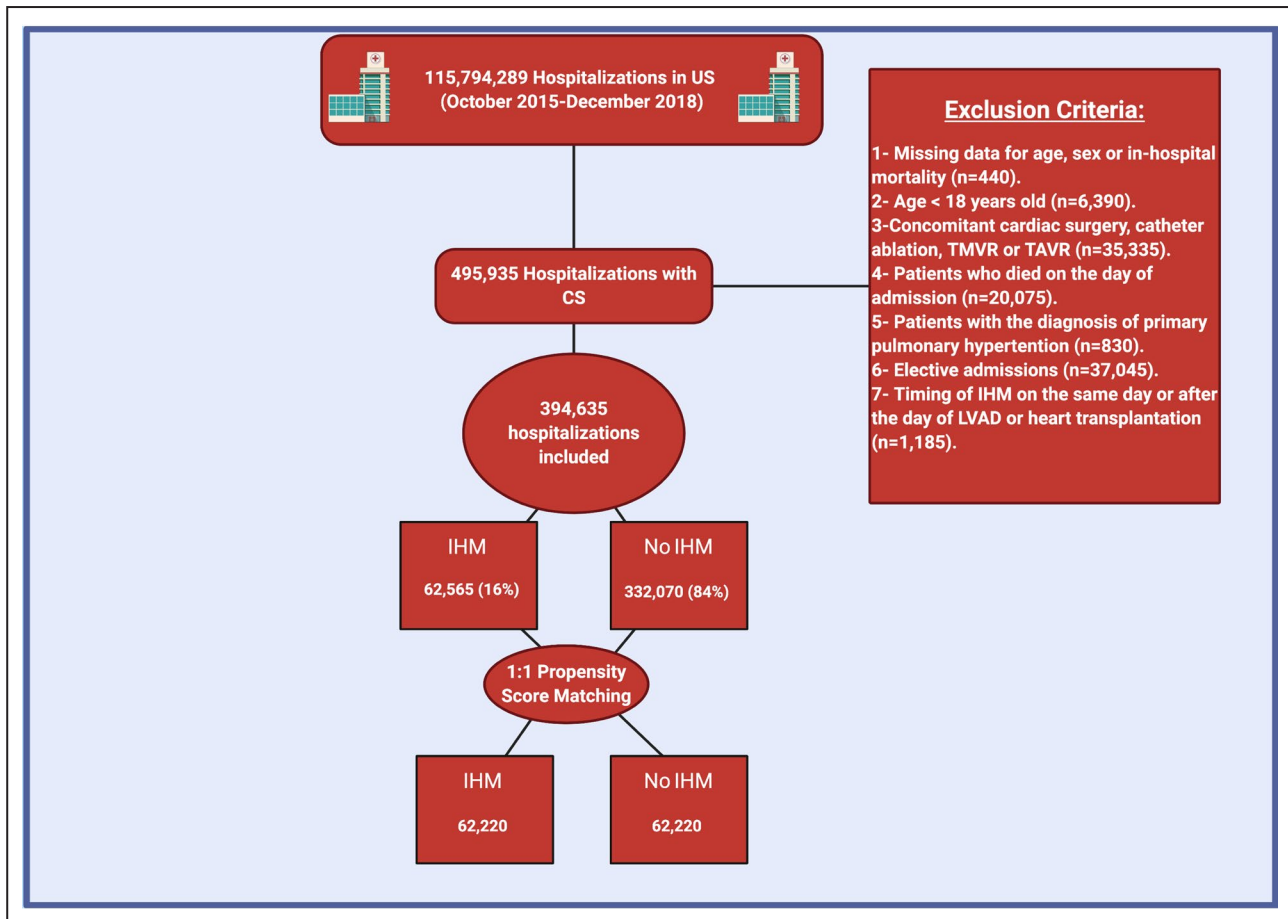 115,794,289 Hospitalizations in US
(October 2015-December 2018)
Exclusion Criteria:
1- Missing data for age, sex or in-hospital
mortality (n=440).
2- Age < 18 years old (n=6,390).
3-Concomitant cardiac surgery, catheter
ablation, TMVR or TAVR (n=35,335).
4- Patients who died on the day of
admission (n=20,075).
5- Patients with the diagnosis of primary
pulmonary hypertention (n=830).
6- Elective admissions (n=37,045).
7- Timing of IHM on the same day or after
the day of LVAD or heart transplantation
(n=1,185).
495,935 Hospitalizations with
CS
394,635
hospitalizations
included
IHM
62,565 (16%)
No IHM
332,070 (84%)
1:1 Propensity
Score Matching
IHM
62,220
No IHM
62,220